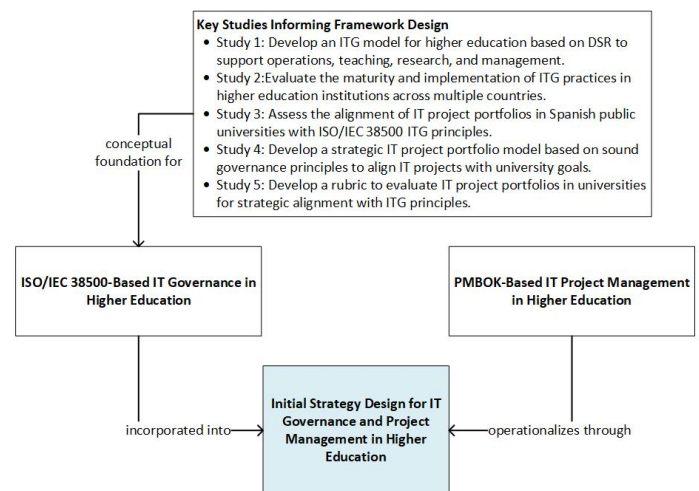 Key Studies Informing Framework Design
• Study 1: Develop an ITG model for higher education based on DSR to
support operations, teaching, research, and management.
• Study 2:Evaluate the maturity and implementation of ITG practices in
higher education institutions across multiple countries.
• Study 3: Assess the alignment of IT project portfolios in Spanish public
universities with ISO/IEC 38500 ITG principles.
• Study 4: Develop a strategic IT project portfolio model based on sound
governance principles to align IT projects with university goals.
• Study 5: Develop a rubric to evaluate IT project portfolios in universities
for strategic alignment with ITG principles.
conceptual
foundation for
ISO/IEC 38500-Based IT Governance in
Higher Education
PMBOK-Based IT Project Management
in Higher Education
Initial Strategy Design for IT
Governance and Project
Management in Higher
Education
incorporated into
operationalizes through